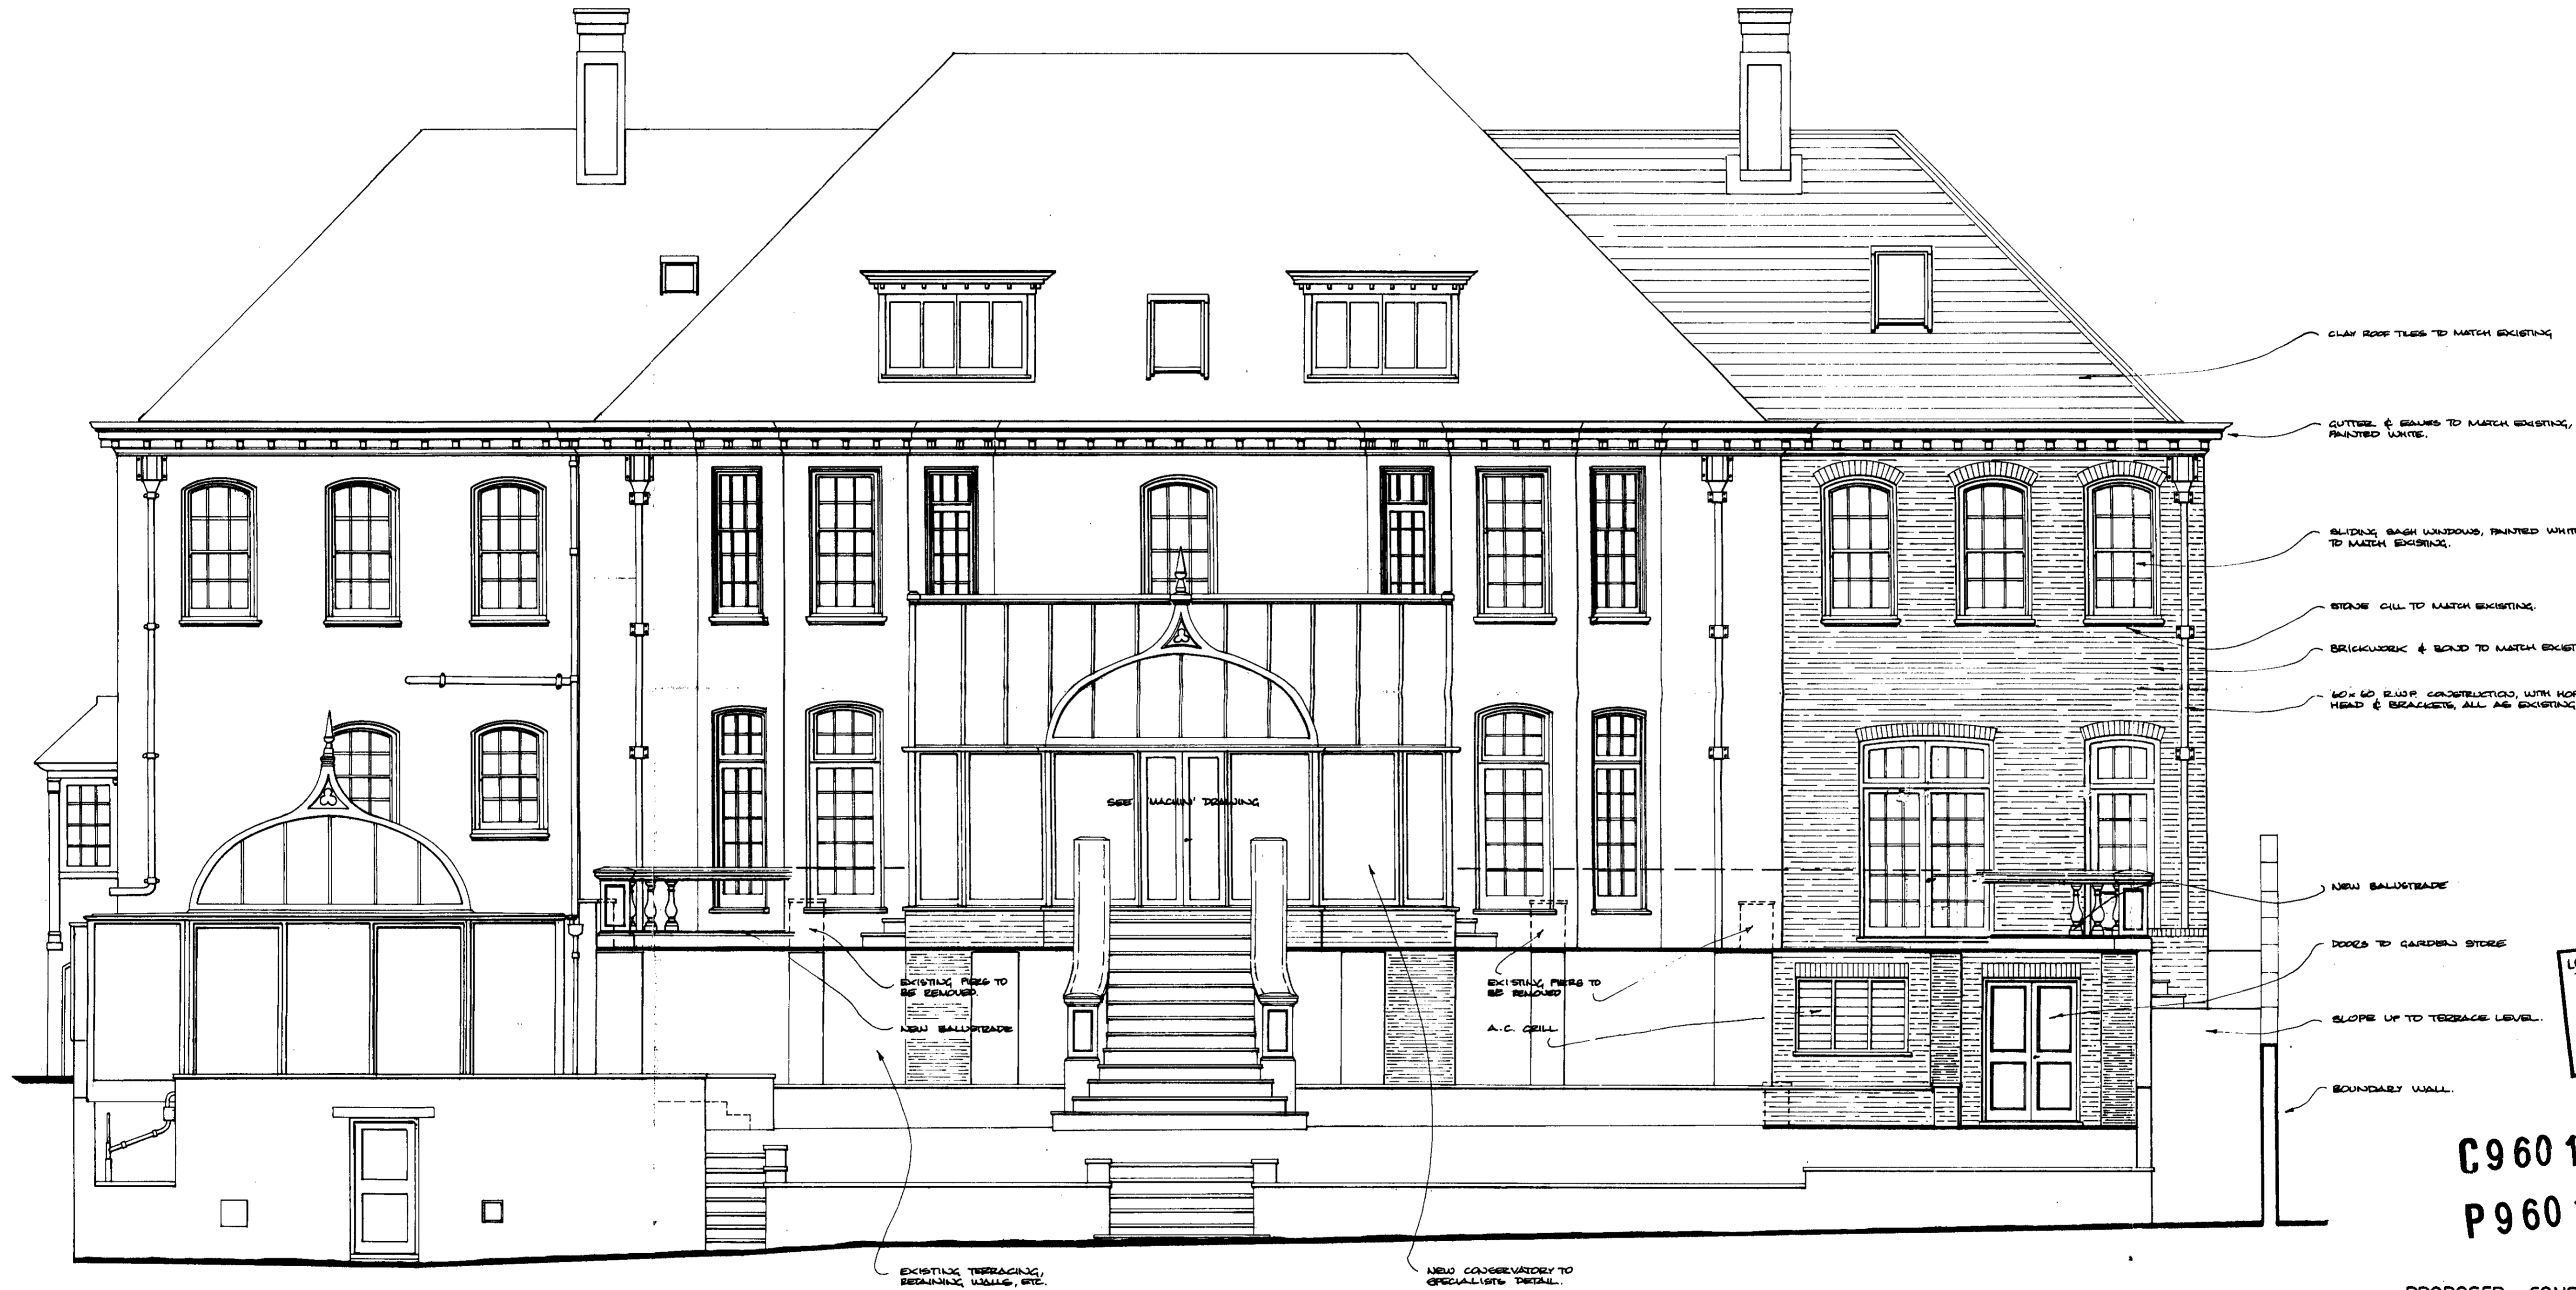 CLAY ROOF TILES TO MATCH EXISTING
GUTTER & EAVES TO MATCH EXISTING,
PAINTED WHITE.
SLIDING SASH WINDOWS, PAINTED WHIT
TO MATCH EXISTING.
STONE CILL TO MATCH EXISTING.
BRICKWORK & BOND TO MATCH EXIST
60 x 60 R.W.P. CONSTRUCTION, WITH HOP
HEAD & BRACKETS, ALL AS EXISTING
SEE 'MACHIN' DRAWING
NEW BALUSTRADE
DOORS TO GARDEN STORE
EXISTING PIERS TO
BE REMOVED.
EXISTING PIERS TO
BE REMOVED
NEW BALUSTRADE
A.C. GRILL
SLOPE UP TO TERRACE LEVEL.
BOUNDARY WALL.
C9601
P960
EXISTING TERRACING,
RETAINING WALLS, ETC.
NEW CONSERVATORY TO
SPECIALISTS DETAIL.